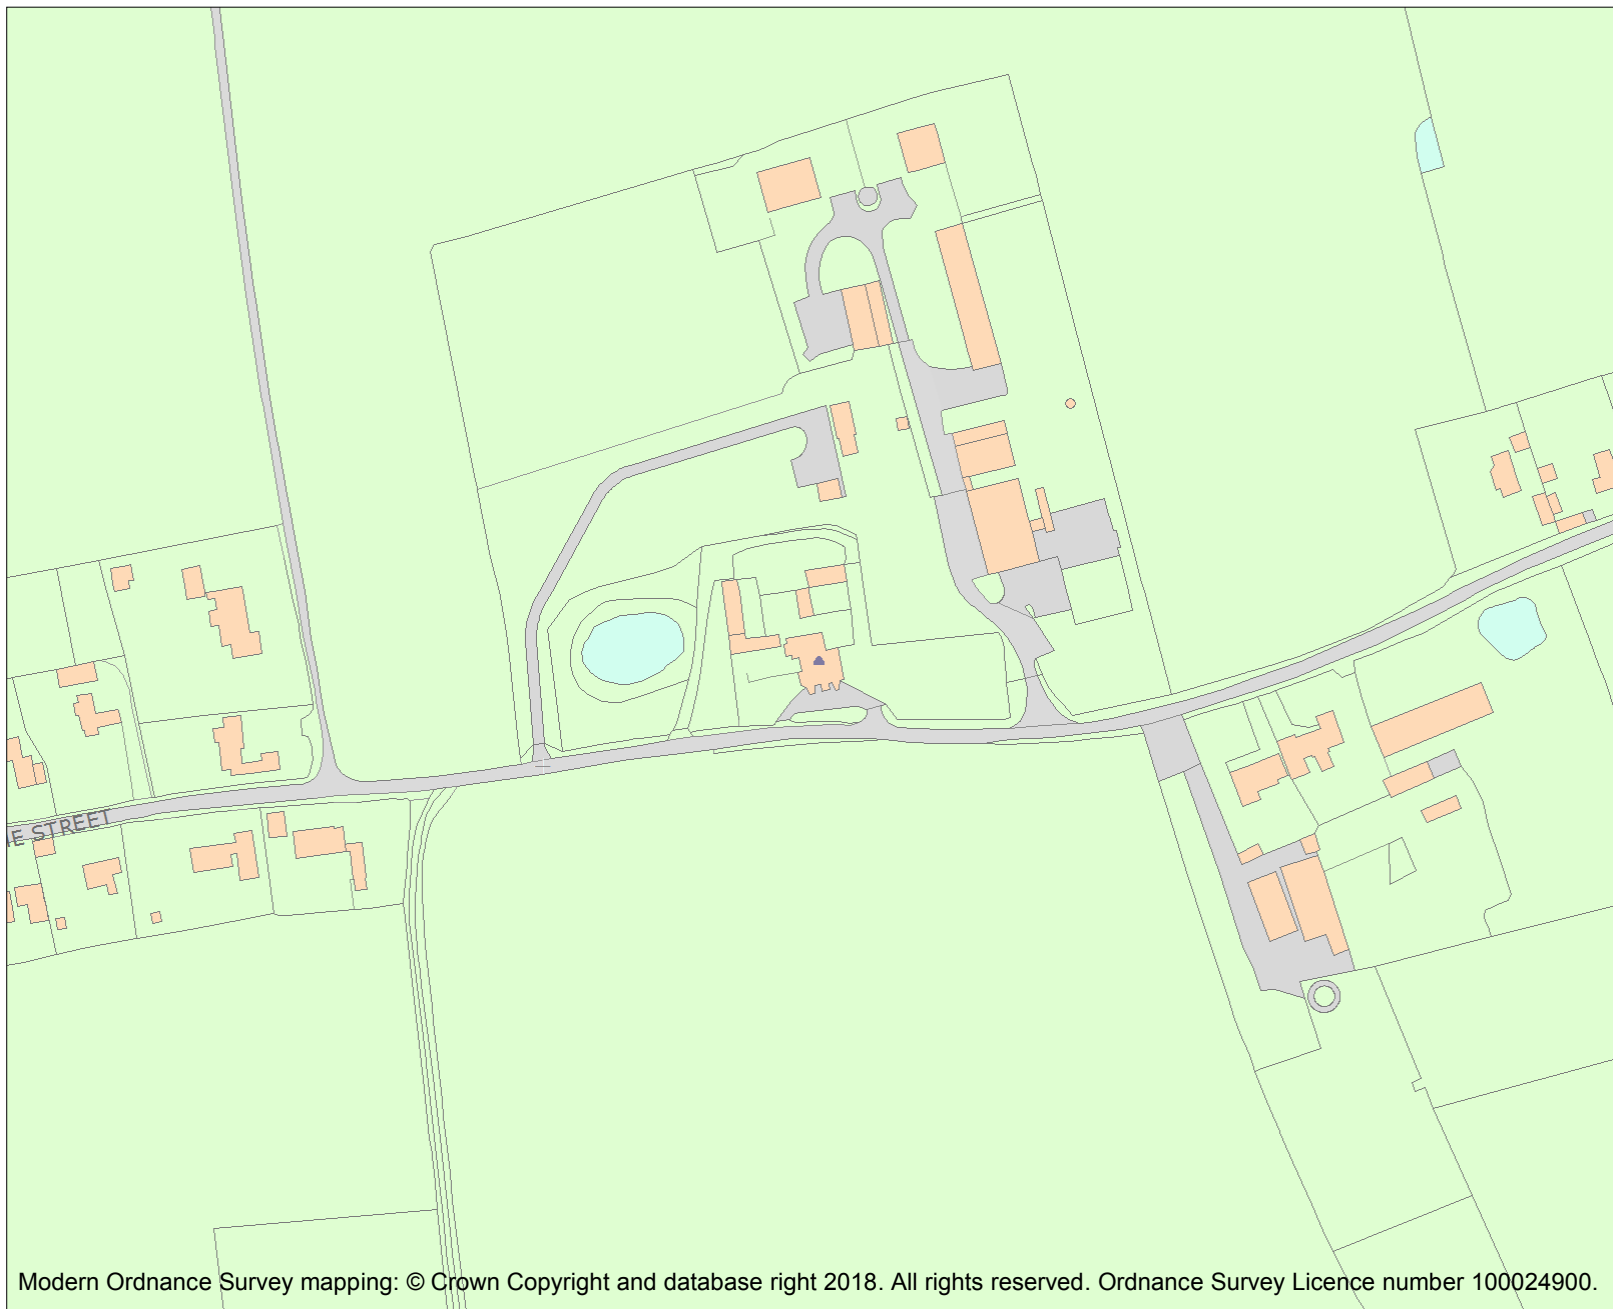 STREET
Modern Ordnance Survey mapping: © Crown Copyright and database right 2018. All rights reserved. Ordnance Survey Licence number 100024900.